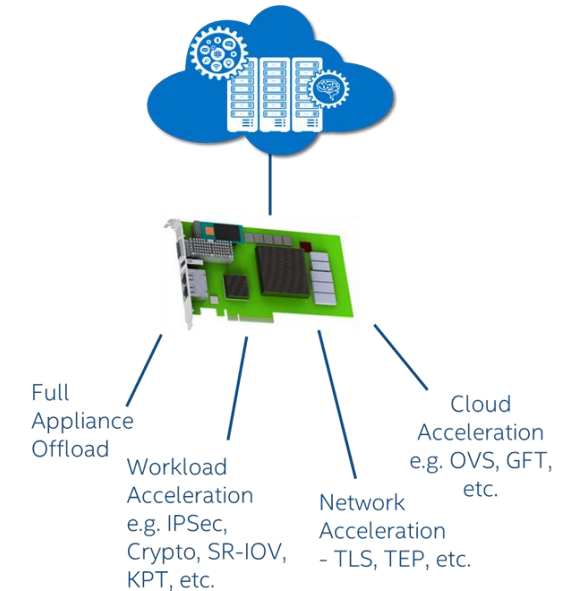 Full
Appliance
Offload
Workload
Acceleration
e.g. IPSec,
Crypto, SR-IOV,
KPT, etc.
Network
Acceleration
- TLS, TEP, etc.
Cloud
Acceleration
e.g. OVS, GFT,
etc.